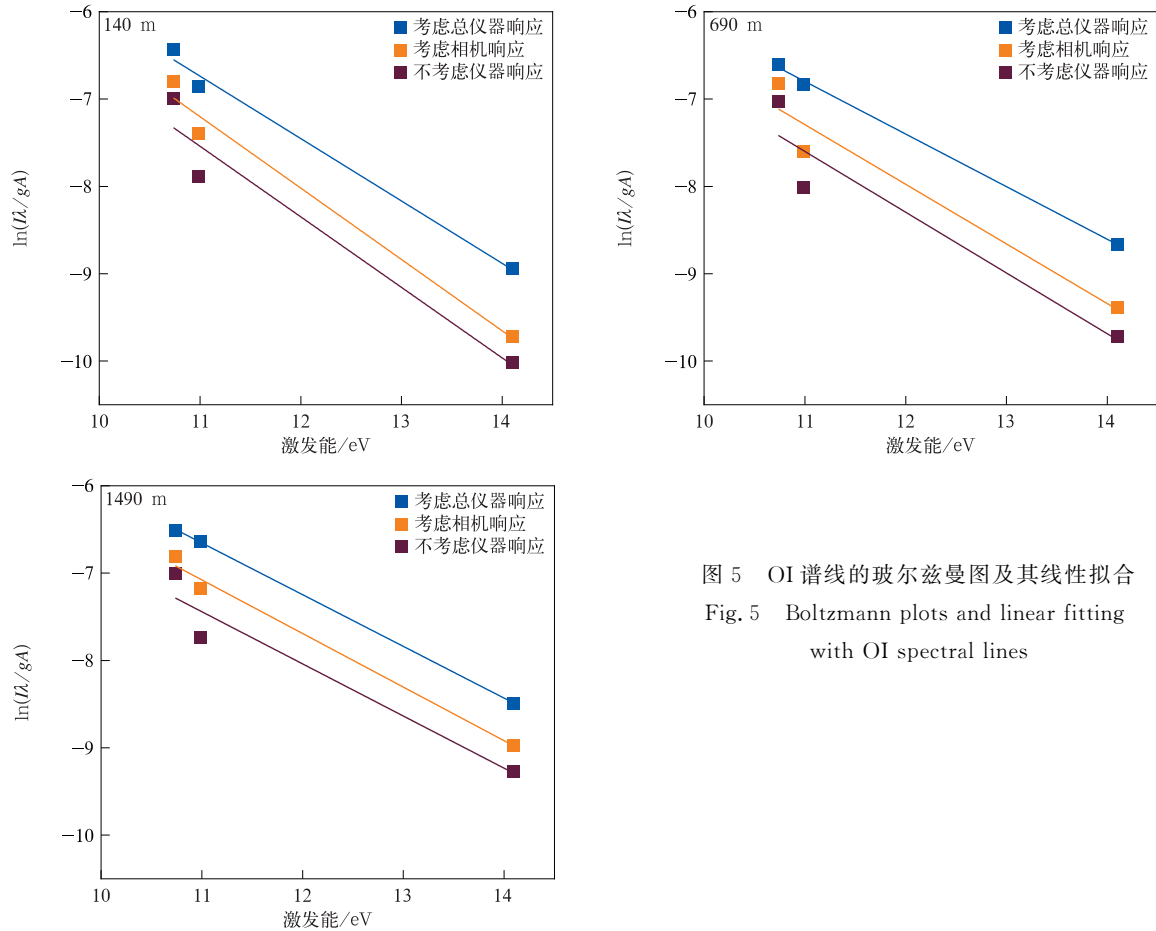 140 m
考虑总仪器响应
考虑相机响应
不考虑仪器响应
−6
−7
−8
−9
−10
ln(Iλ/gA)
10
11
12
13
14
激发能/eV
690 m
考虑总仪器响应
考虑相机响应
不考虑仪器响应
−6
−7
−8
−9
−10
ln(Iλ/gA)
10
11
12
13
14
激发能/eV
1490 m
考虑总仪器响应
考虑相机响应
不考虑仪器响应
−6
−7
−8
−9
−10
ln(Iλ/gA)
10
11
12
13
14
激发能/eV
图 5 OI 谱线的玻尔兹曼图及其线性拟合
Fig. 5 Boltzmann plots and linear fitting
with OI spectral lines